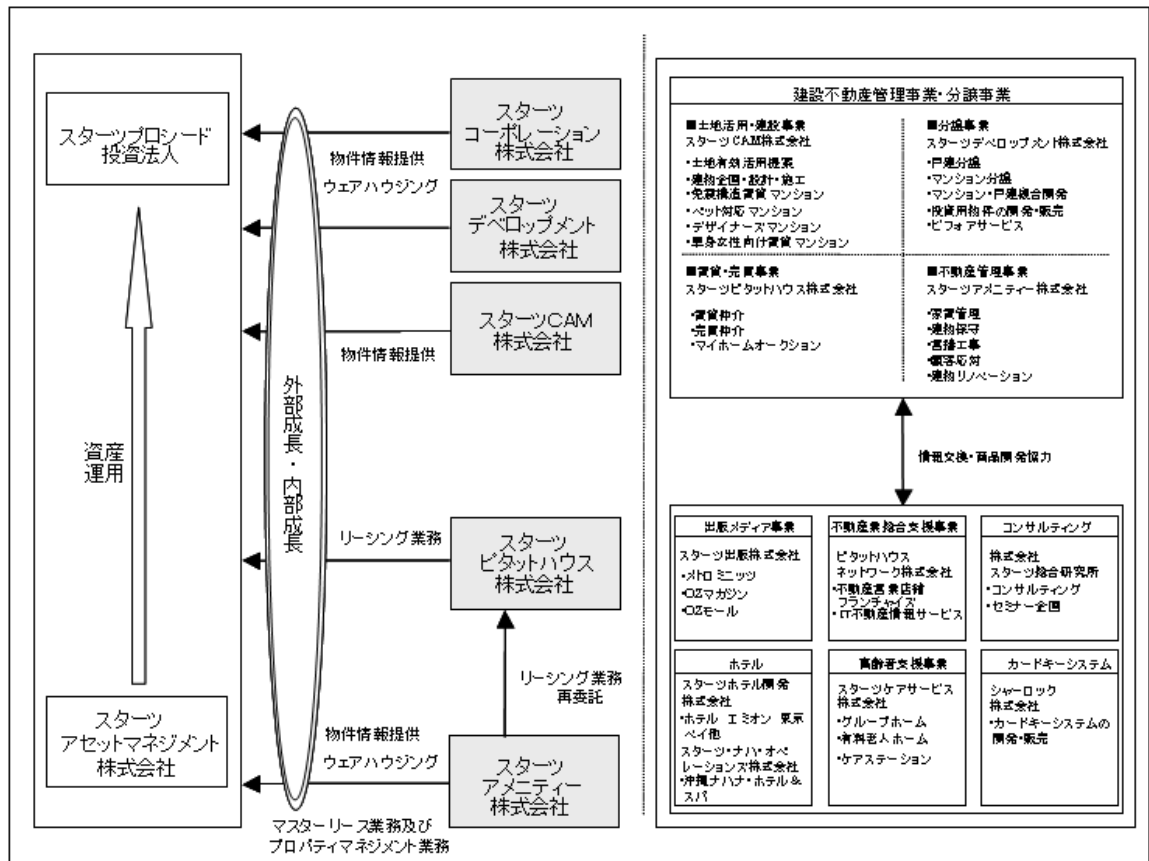 スターツプロシード
投資法人
資産
運用
スターツ
アセットマネジメント
株式会社
外部成長・内部成長
物件情報提供
ウェアハウジング
物件情報提供
リーシング業務
リーシング業務
再委託
物件情報提供
ウェアハウジング
マスターリース業務及び
プロパティマネジメント業務
スターツ
コーポレーション
株式会社
スターツ
デベロップメント
株式会社
スターツCAM
株式会社
スターツ
ピタットハウス
株式会社
スターツ
アメニティー
株式会社
建設不動産管理事業・分譲事業
■土地活用・建設事業
スターツCAM株式会社
・土地有効活用提案
・建物企画・設計・施工
・免震構造賃貸マンション
・ペット対応マンション
・デザイナーズマンション
・単身女性向け賃貸マンション
■分譲事業
スターツデベロップメント株式会社
・戸建分譲
・マンション分譲
・マンション・戸建複合開発
・投資用物件の開発・販売
・ビフォアサービス
■賃貸・売買事業
スターツピタットハウス株式会社
・賃貸仲介
・売買仲介
・マイホームオークション
■不動産管理事業
スターツアメニティー株式会社
・家賃管理
・建物保守
・営繕工事
・顧客応対
・建物リノベーション
情報交換・商品開発協力
出版メディア事業
スターツ出版株式会社
・メトロミニッツ
・OZマガジン
・OZモール
不動産業総合支援事業
ピタットハウス
ネットワーク株式会社
・不動産営業店舗
フランチャイズ
・IT不動産情報サービス
コンサルティング
株式会社
スターツ総合研究所
・コンサルティング
・セミナー企画
ホテル
スターツホテル開発
株式会社
・ホテル エミオン 東京
ベイ他
スターツ・ナハ・オペ
レーションズ株式会社
・沖縄ナハナ・ホテル＆
スパ
高齢者支援事業
スターツケアサービス
株式会社
・グループホーム
・有料老人ホーム
・ケアステーション
カードキーシステム
シャーロック
株式会社
・カードキーシステムの
開発・販売